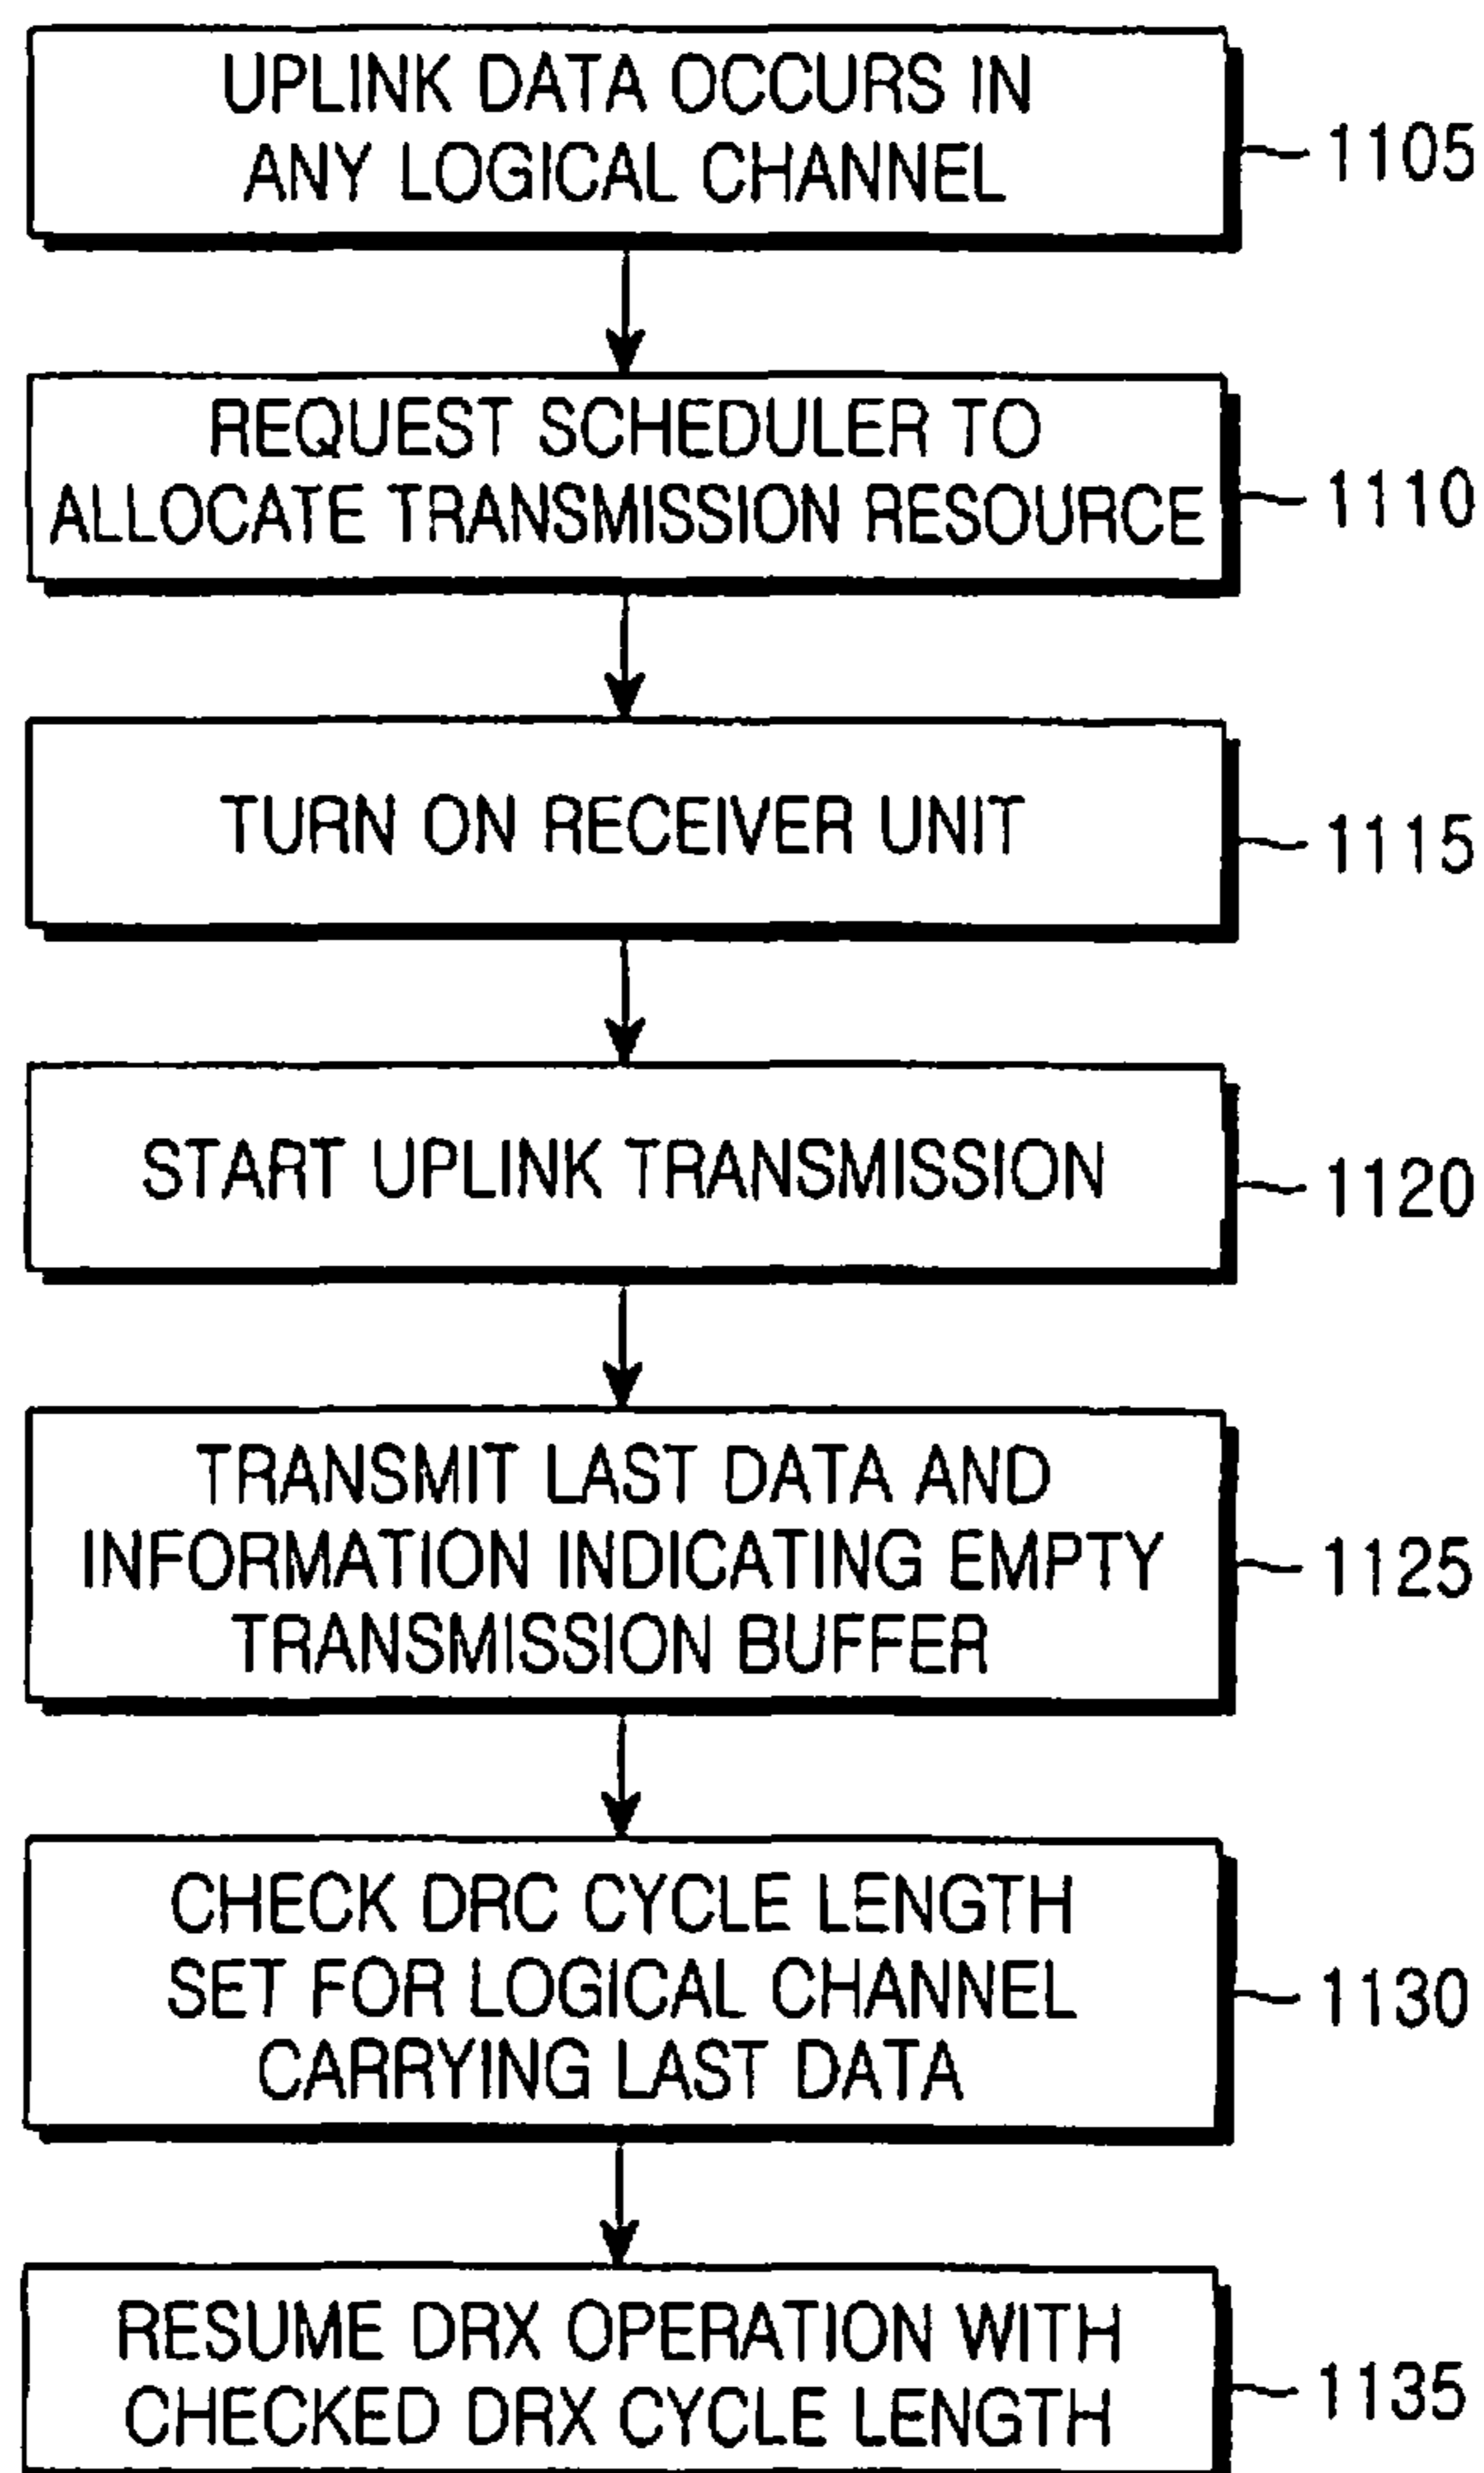 UPLINK DATA OCCURS IN
ANY LOGICAL CHANNEL
1105
REQUEST SCHEDULER TO
ALLOCATE TRANSMISSION RESOURCE
1110
TURN ON RECEIVER UNIT
1115
START UPLINK TRANSMISSION
1120
TRANSMIT LAST DATA AND
INFORMATION INDICATING EMPTY
TRANSMISSION BUFFER
1125
CHECK DRC CYCLE LENGTH
SET FOR LOGICAL CHANNEL
CARRYING LAST DATA
1130
RESUME DRX OPERATION WITH
CHECKED DRX CYCLE LENGTH
1135